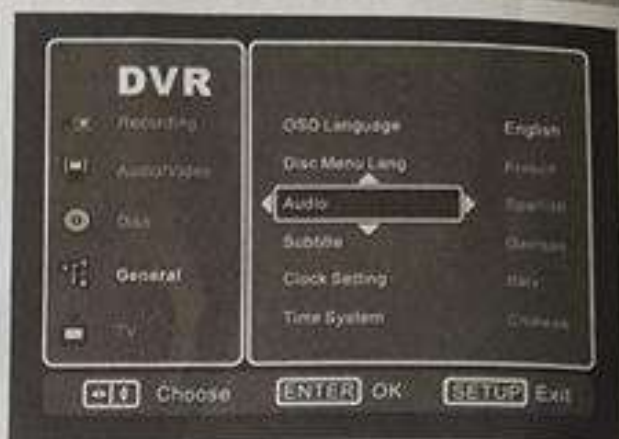 DVR
Recording
Audio/Video
Disc
General
TV
OSD Language English
Disc Menu Lang French
Audio Spanish
Subtitle German
Clock Setting Italy
Time System Chinese
Choose ENTER OK SETUP Exit